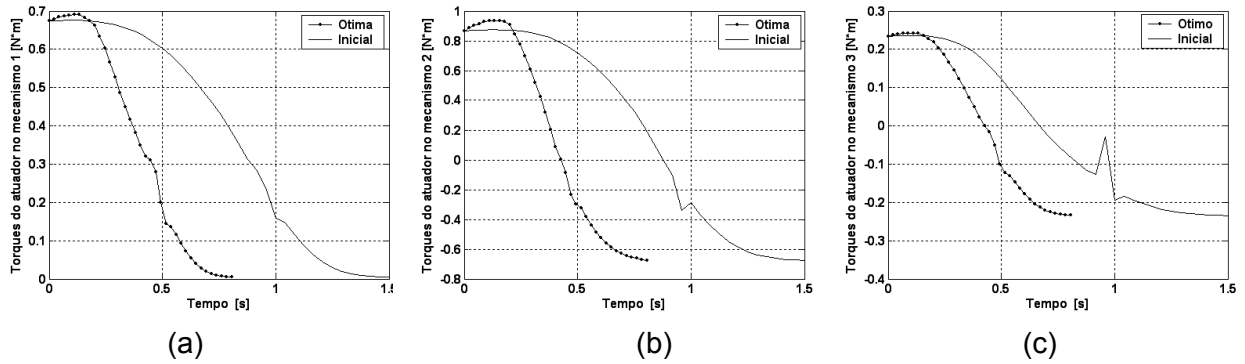 Torques do atuador no mecanismo 1 [N*m]
0.7
0.6
0.5
0.4
0.3
0.2
0.1
0
0
0.5
1
1.5
Tempo [s]
Otima
Inicial
(a)
Torques do atuador no mecanismo 2 [N*m]
1
0.8
0.6
0.4
0.2
0
-0.2
-0.4
-0.6
-0.8
0
0.5
1
1.5
Tempo [s]
Otima
Inicial
(b)
Torques do atuador no mecanismo 3 [N*m]
0.3
0.2
0.1
0
-0.1
-0.2
-0.3
-0.4
0
0.5
1
1.5
Tempo [s]
Otimo
Inicial
(c)